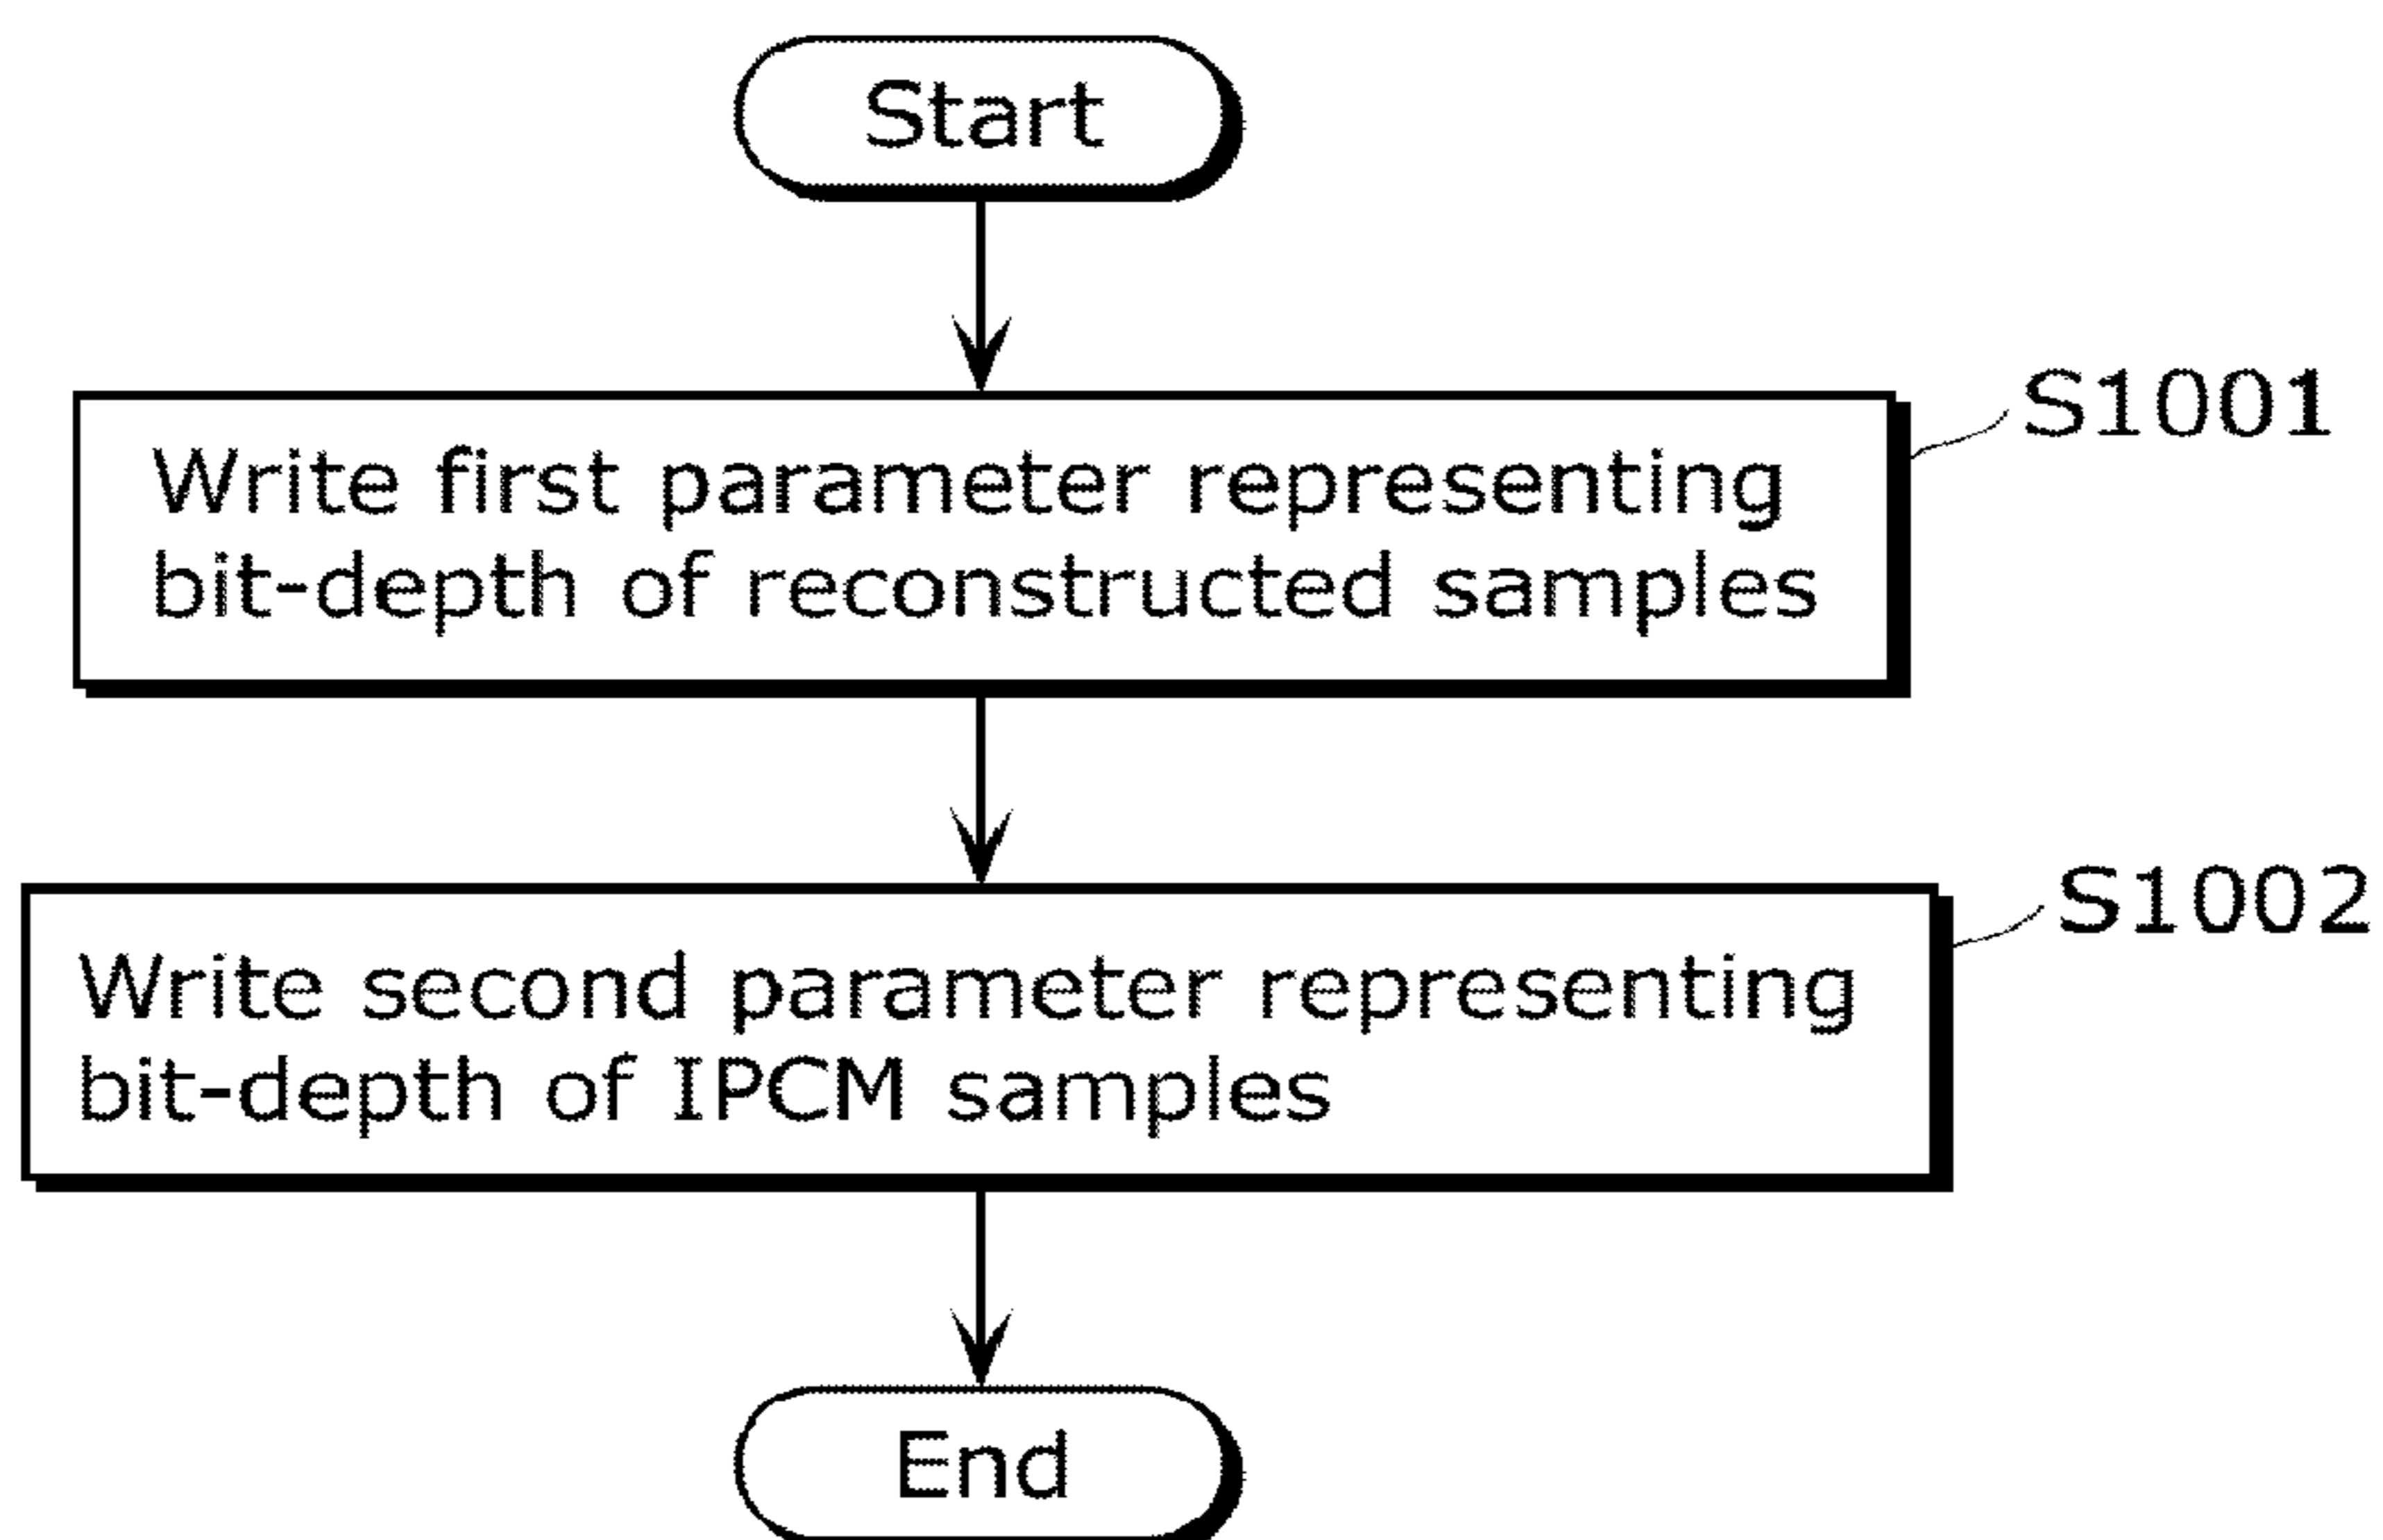 Start
S1001
Write first parameter representing
bit-depth of reconstructed samples
S1002
Write second parameter representing
bit-depth of IPCM samples
End